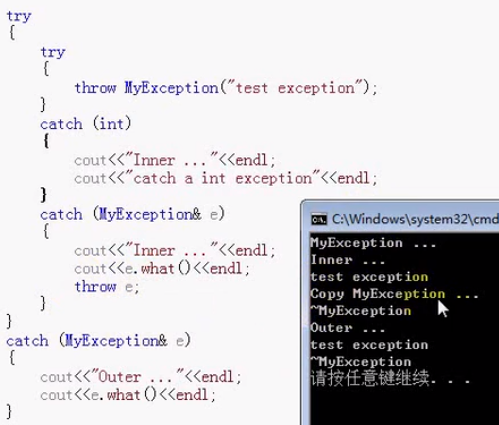 try
{
try
{
throw MyException("test exception");
}
catch (int)
{
cout<<"Inner ..."<<endl;
cout<<"catch a int exception"<<endl;
}
catch (MyException& e)
{
cout<<"Inner ..."<<endl;
cout<<e.what()<<endl;
throw e;
}
}
catch (MyException& e)
{
cout<<"Outer ..."<<endl;
cout<<e.what()<<endl;
}
C:\Windows\system32\cmd
MyException ...
Inner ...
test exception
Copy MyException ...
~MyException
Outer ...
test exception
~MyException
请按任意键继续. . .